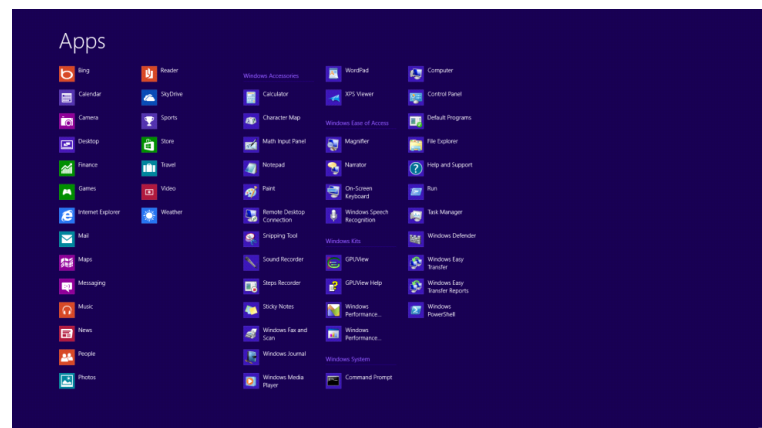 Apps
Bing
Calendar
Camera
Desktop
Finance
Games
Internet Explorer
Mail
Maps
Messaging
Music
News
People
Photos
Reader
SkyDrive
Sports
Store
Travel
Video
Weather
Windows Accessories
Calculator
Character Map
Math Input Panel
Notepad
Paint
Remote Desktop
Connection
Snipping Tool
Sound Recorder
Steps Recorder
Sticky Notes
Windows Fax and
Scan
Windows Journal
Windows Media
Player
WordPad
XPS Viewer
Windows Ease of Access
Magnifier
Narrator
On-Screen
Keyboard
Windows Speech
Recognition
Windows Kits
GPUView
GPUView Help
Windows
Performance...
Windows
Performance...
Windows System
Command Prompt
Computer
Control Panel
Default Programs
File Explorer
Help and Support
Run
Task Manager
Windows Defender
Windows Easy
Transfer
Windows Easy
Transfer Reports
Windows
PowerShell